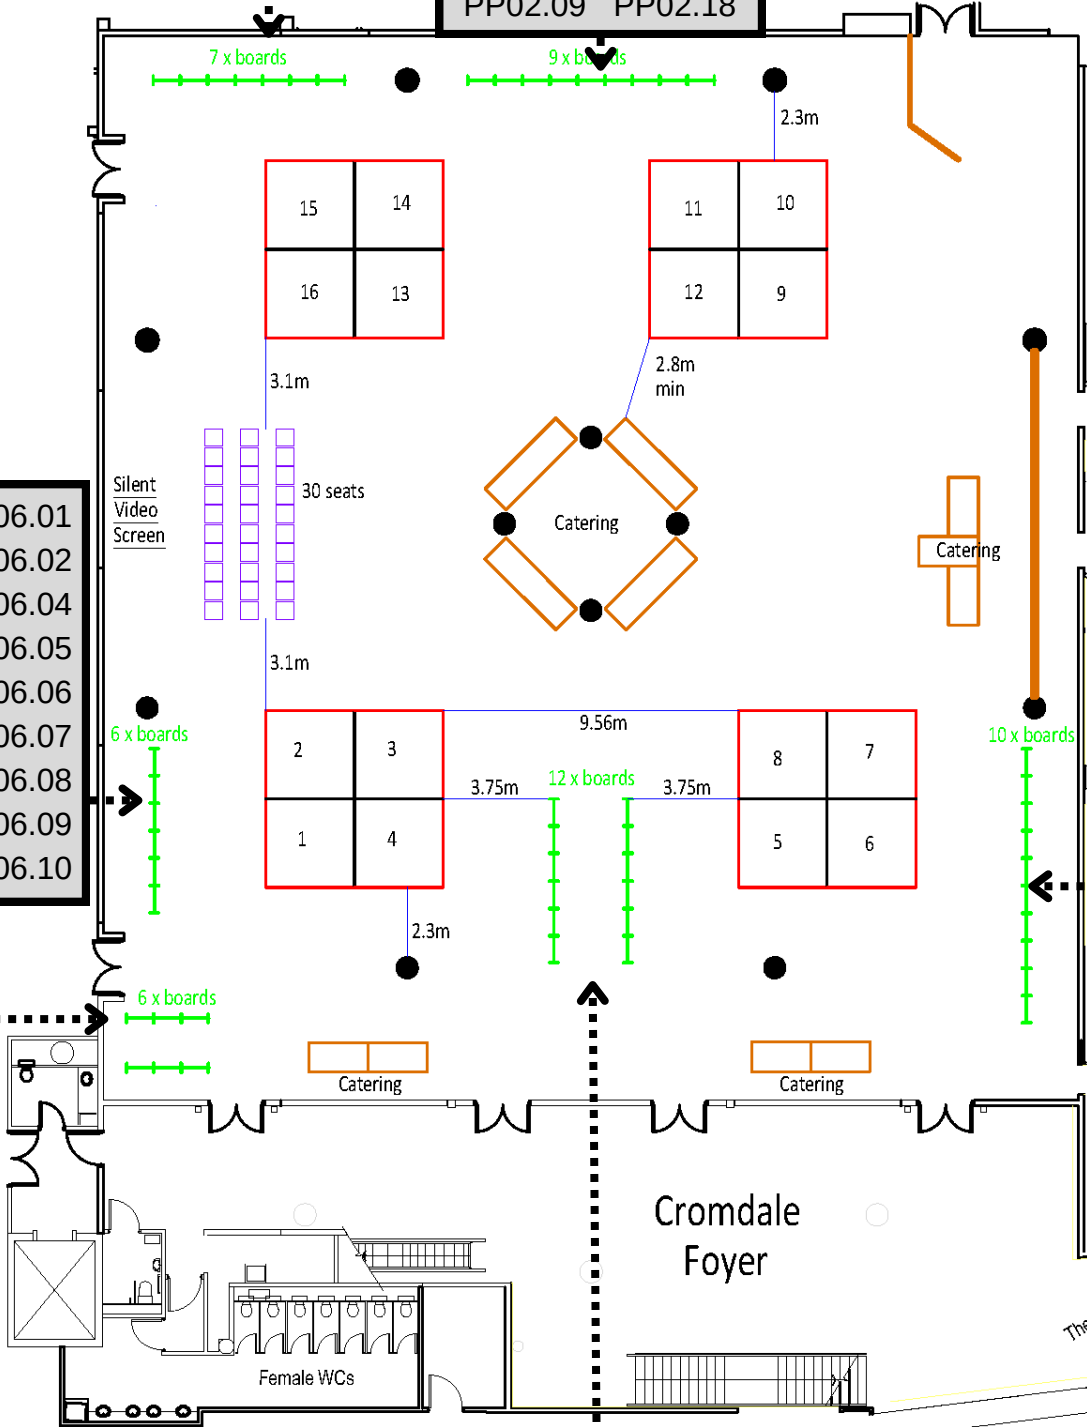 PP02.09 PP02.18
7 x boards
9 x boards
2.3m
15
14
11
10
16
13
12
9
3.1m
2.8m
min
Silent
Video
Screen
30 seats
Catering
Catering
06.01
06.02
06.04
06.05
06.06
06.07
06.08
06.09
06.10
3.1m
6 x boards
10 x boards
9.56m
2
3
8
7
12 x boards
3.75m
3.75m
1
4
5
6
2.3m
6 x boards
Catering
Catering
Cromdale
Foyer
Female WCs